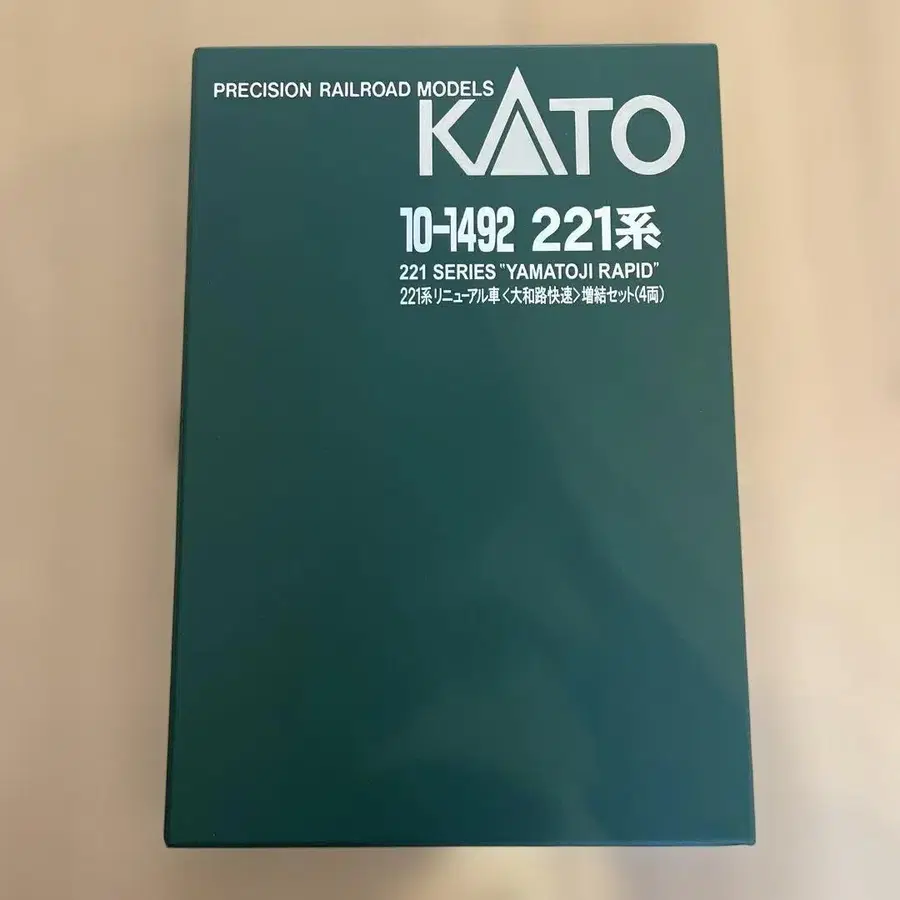 PRECISION RAILROAD MODELS
KATO
10-1492 221系
221 SERIES "YAMATOJI RAPID"
221系リニューアル車〈大和路快速〉増結セット(4両)